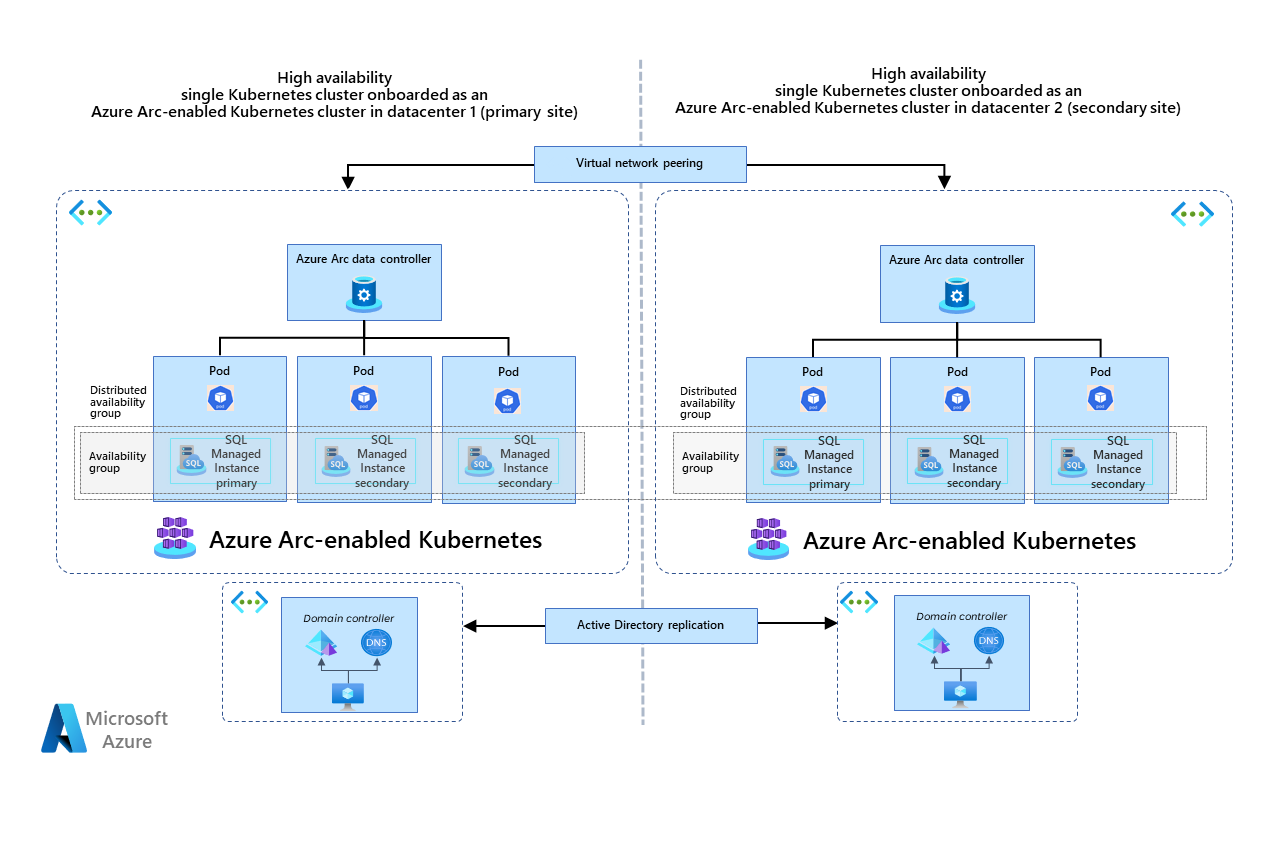 High availability
single Kubernetes cluster onboarded as an
Azure Arc-enabled Kubernetes cluster in datacenter 1 (primary site)
High availability
single Kubernetes cluster onboarded as an
Azure Arc-enabled Kubernetes cluster in datacenter 2 (secondary site)
Virtual network peering
Azure Arc data controller
Pod
pod
Pod
pod
Pod
pod
Distributed
availability
group
Availability
group
SQL
SQL
Managed
Instance
primary
SQL
SQL
Managed
Instance
secondary
SQL
SQL
Managed
Instance
secondary
Azure Arc-enabled Kubernetes
Azure Arc data controller
Pod
pod
Pod
pod
Pod
pod
Distributed
availability
group
Availability
group
SQL
SQL
Managed
Instance
primary
SQL
SQL
Managed
Instance
secondary
SQL
SQL
Managed
Instance
secondary
Azure Arc-enabled Kubernetes
Domain controller
DNS
Active Directory replication
Domain controller
DNS
Microsoft
Azure